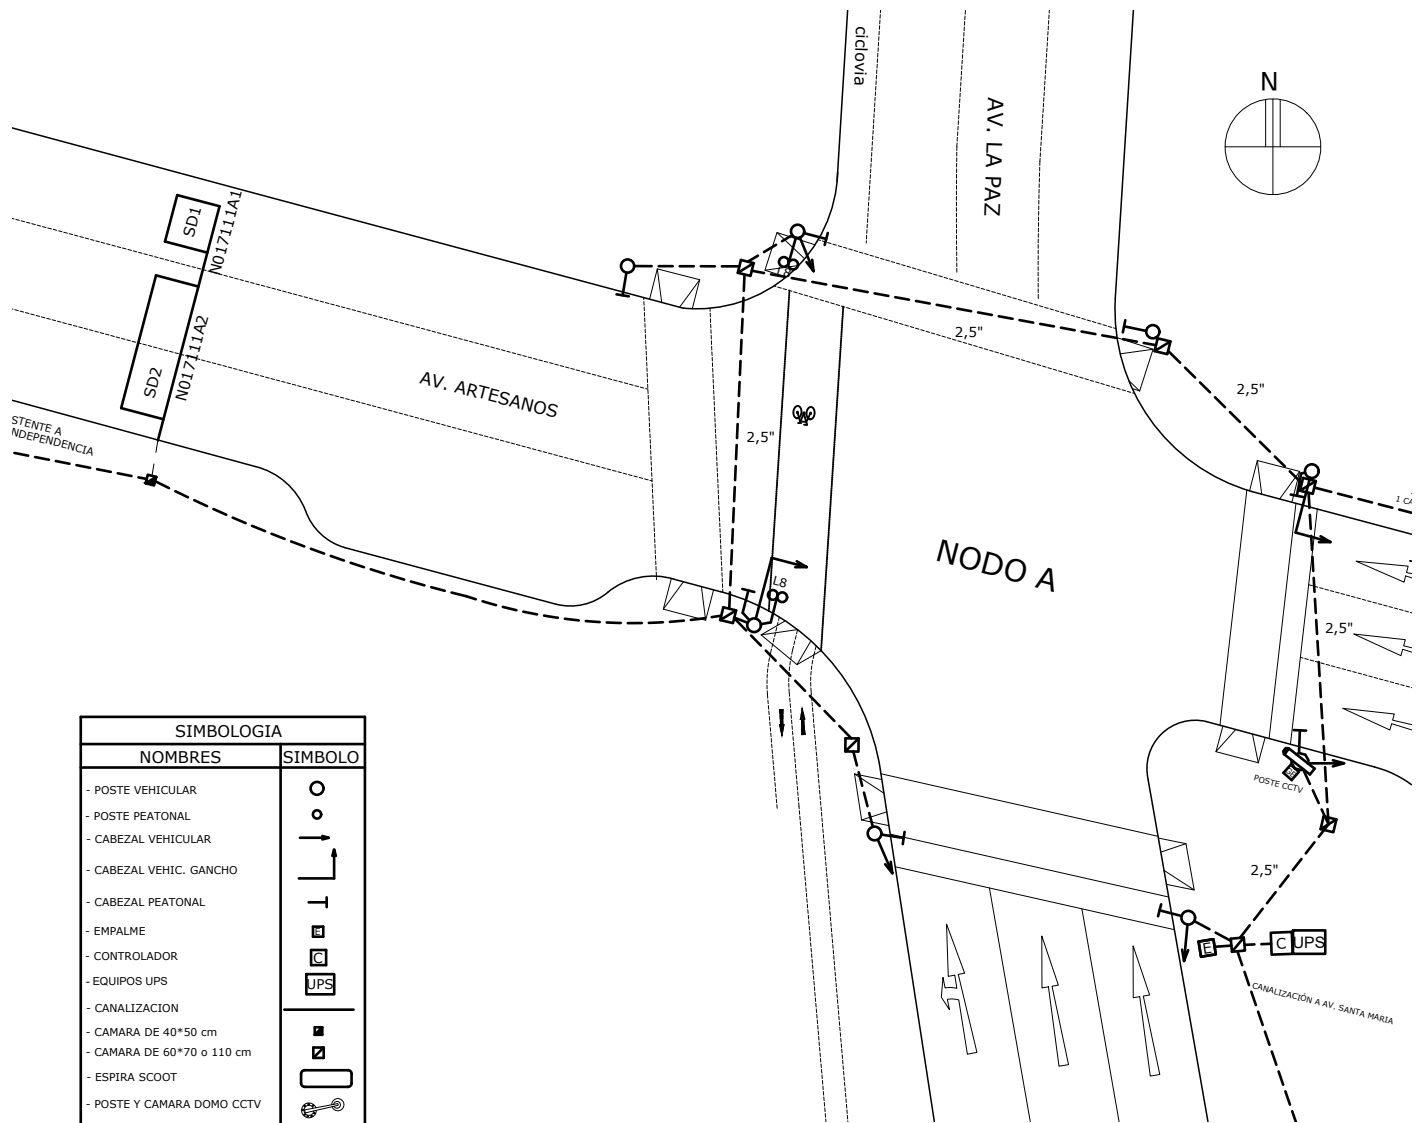 ciclovia
AV. LA PAZ
N
SD1
N017111A1
SD2
N017111A2
AV. ARTESANOS
STENTE A
NDEPENDENCIA
2,5"
2,5"
2,5"
1 CA
L8
NODO A
2,5"
POSTE CCTV
2,5"
E
C
UPS
CANALIZACIÓN A AV. SANTA MARIA
SIMBOLOGIA
NOMBRES
SIMBOLO
- POSTE VEHICULAR
- POSTE PEATONAL
- CABEZAL VEHICULAR
- CABEZAL VEHIC. GANCHO
- CABEZAL PEATONAL
- EMPALME
E
- CONTROLADOR
C
- EQUIPOS UPS
UPS
- CANALIZACION
- CAMARA DE 40*50 cm
- CAMARA DE 60*70 o 110 cm
- ESPIRA SCOOT
- POSTE Y CAMARA DOMO CCTV